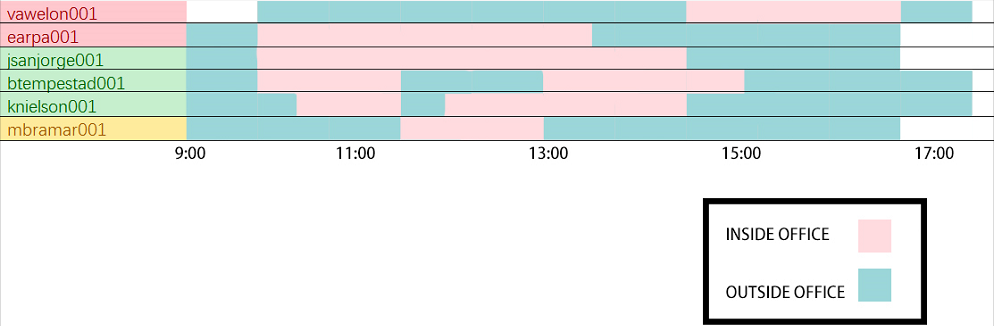 vawelon001
earpa001
jsanjorge001
btempestad001
knielson001
mbramar001
9:00 11:00 13:00 15:00 17:00
INSIDE OFFICE
OUTSIDE OFFICE